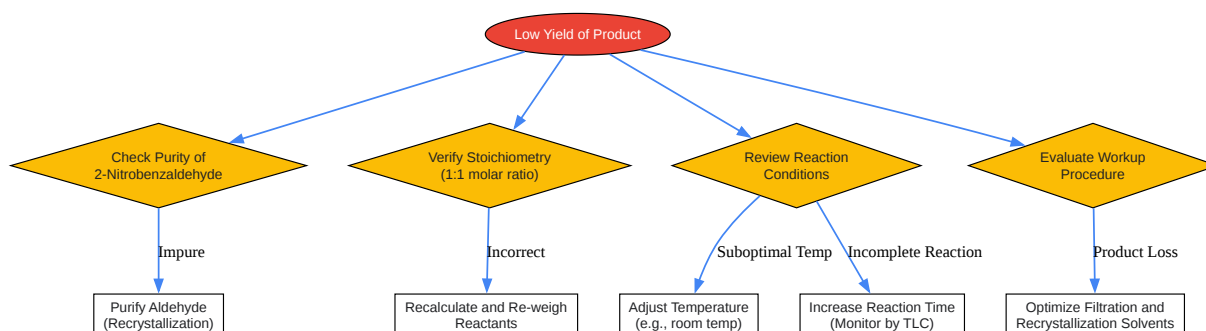 Low Yield of Product
Check Purity of
2-Nitrobenzaldehyde
Verify Stoichiometry
(1:1 molar ratio)
Review Reaction
Conditions
Evaluate Workup
Procedure
Impure
Incorrect
Suboptimal Temp
Incomplete Reaction
Product Loss
Purify Aldehyde
(Recrystallization)
Recalculate and Re-weigh
Reactants
Adjust Temperature
(e.g., room temp)
Increase Reaction Time
(Monitor by TLC)
Optimize Filtration and
Recrystallization Solvents